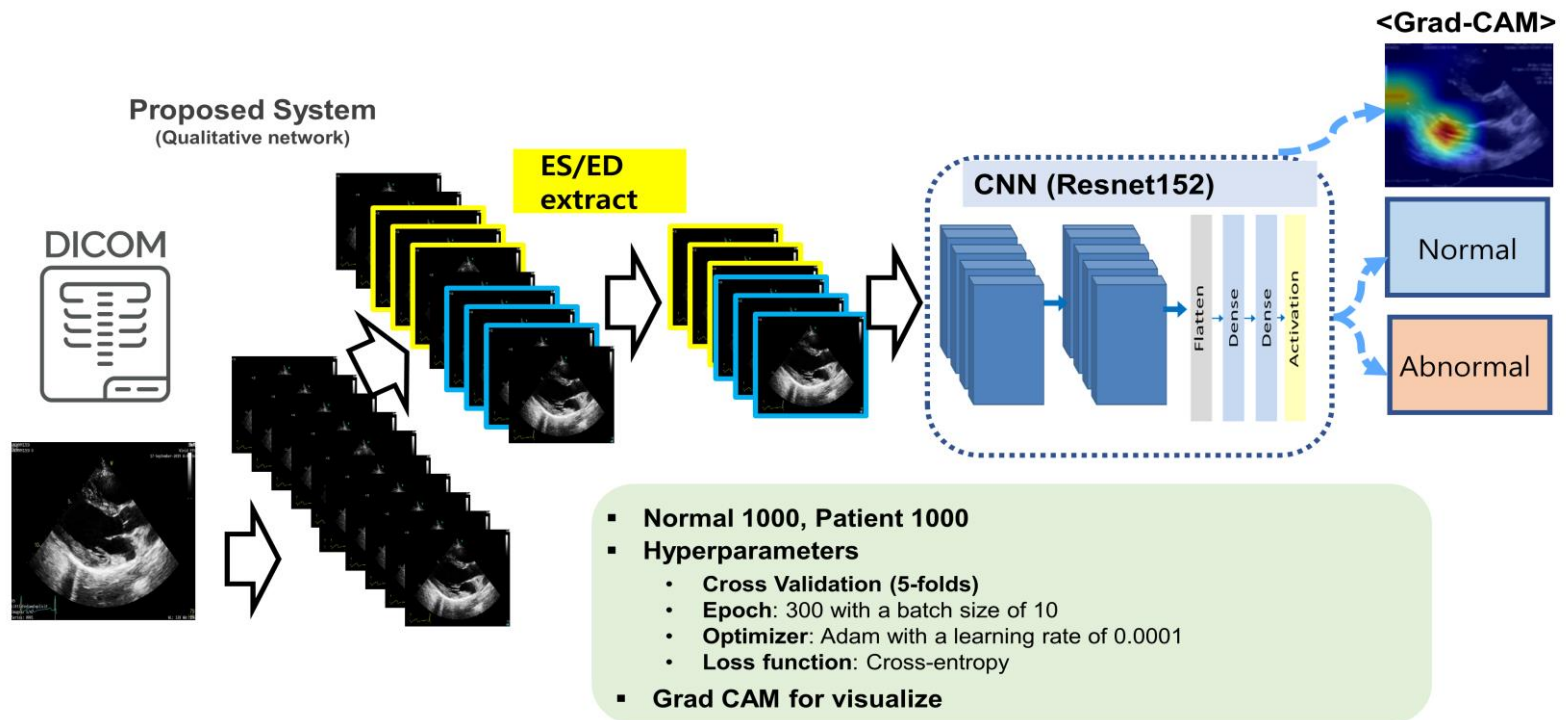 <Grad-CAM>
Proposed System
(Qualitative network)
ES/ED
extract
CNN (Resnet152)
DICOM
Flatten
Dense
Dense
Activation
Normal
Abnormal
▪ Normal 1000, Patient 1000
▪ Hyperparameters
• Cross Validation (5-folds)
• Epoch: 300 with a batch size of 10
• Optimizer: Adam with a learning rate of 0.0001
• Loss function: Cross-entropy
▪ Grad CAM for visualize